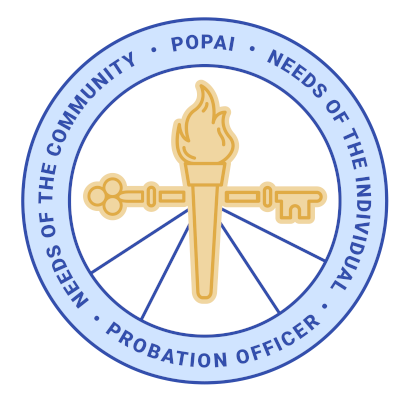 POPAI
NEEDS OF THE INDIVIDUAL
PROBATION OFFICER
NEEDS OF THE COMMUNITY